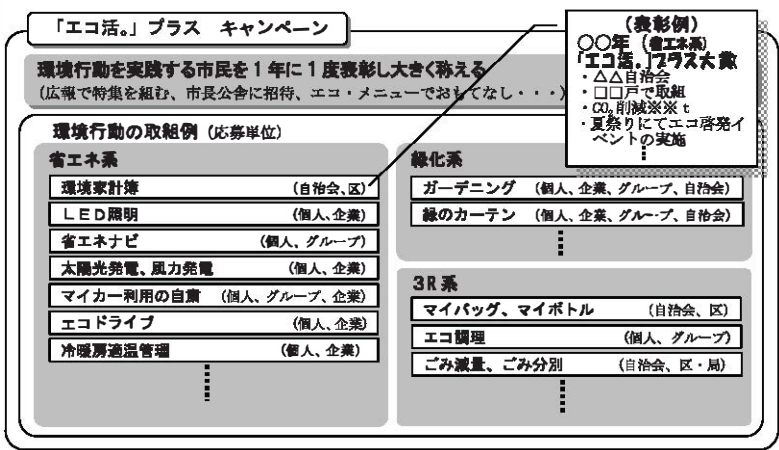 「エコ活。」プラス　キャンペーン
環境行動を実践する市民を1年に1度表彰し大きく称える
(広報で特集を組む、市長公舎に招待、エコ・メニューでおもてなし・・・)
(表彰例)
○○年（省エネ系）
「エコ活。」プラス大賞
・△△自治会
・□□戸で取組
・CO₂削減※※t
・夏祭りにてエコ啓発イ
ベントの実施
環境行動の取組例（応募単位）
省エネ系
環境家計簿　（自治会、区）
LED照明　（個人、企業）
省エネナビ　（個人、グループ）
太陽光発電、風力発電　（個人、企業）
マイカー利用の自粛　（個人、グループ、企業）
エコドライブ　（個人、企業）
冷暖房適温管理　（個人、企業）
緑化系
ガーデニング　（個人、企業、グループ、自治会）
緑のカーテン　（個人、企業、グループ、自治会）
3R系
マイバッグ、マイボトル　（自治会、区）
エコ調理　（個人、グループ）
ごみ減量、ごみ分別　（自治会、区・局）